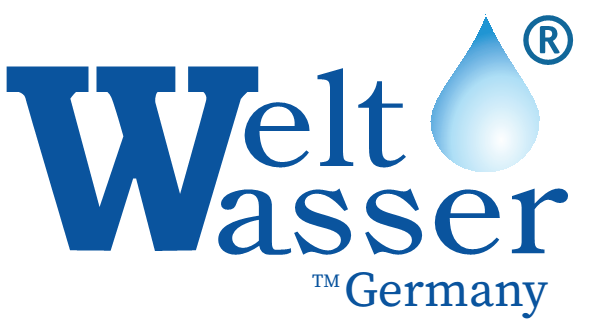 Welt ®
Wasser
™ Germany